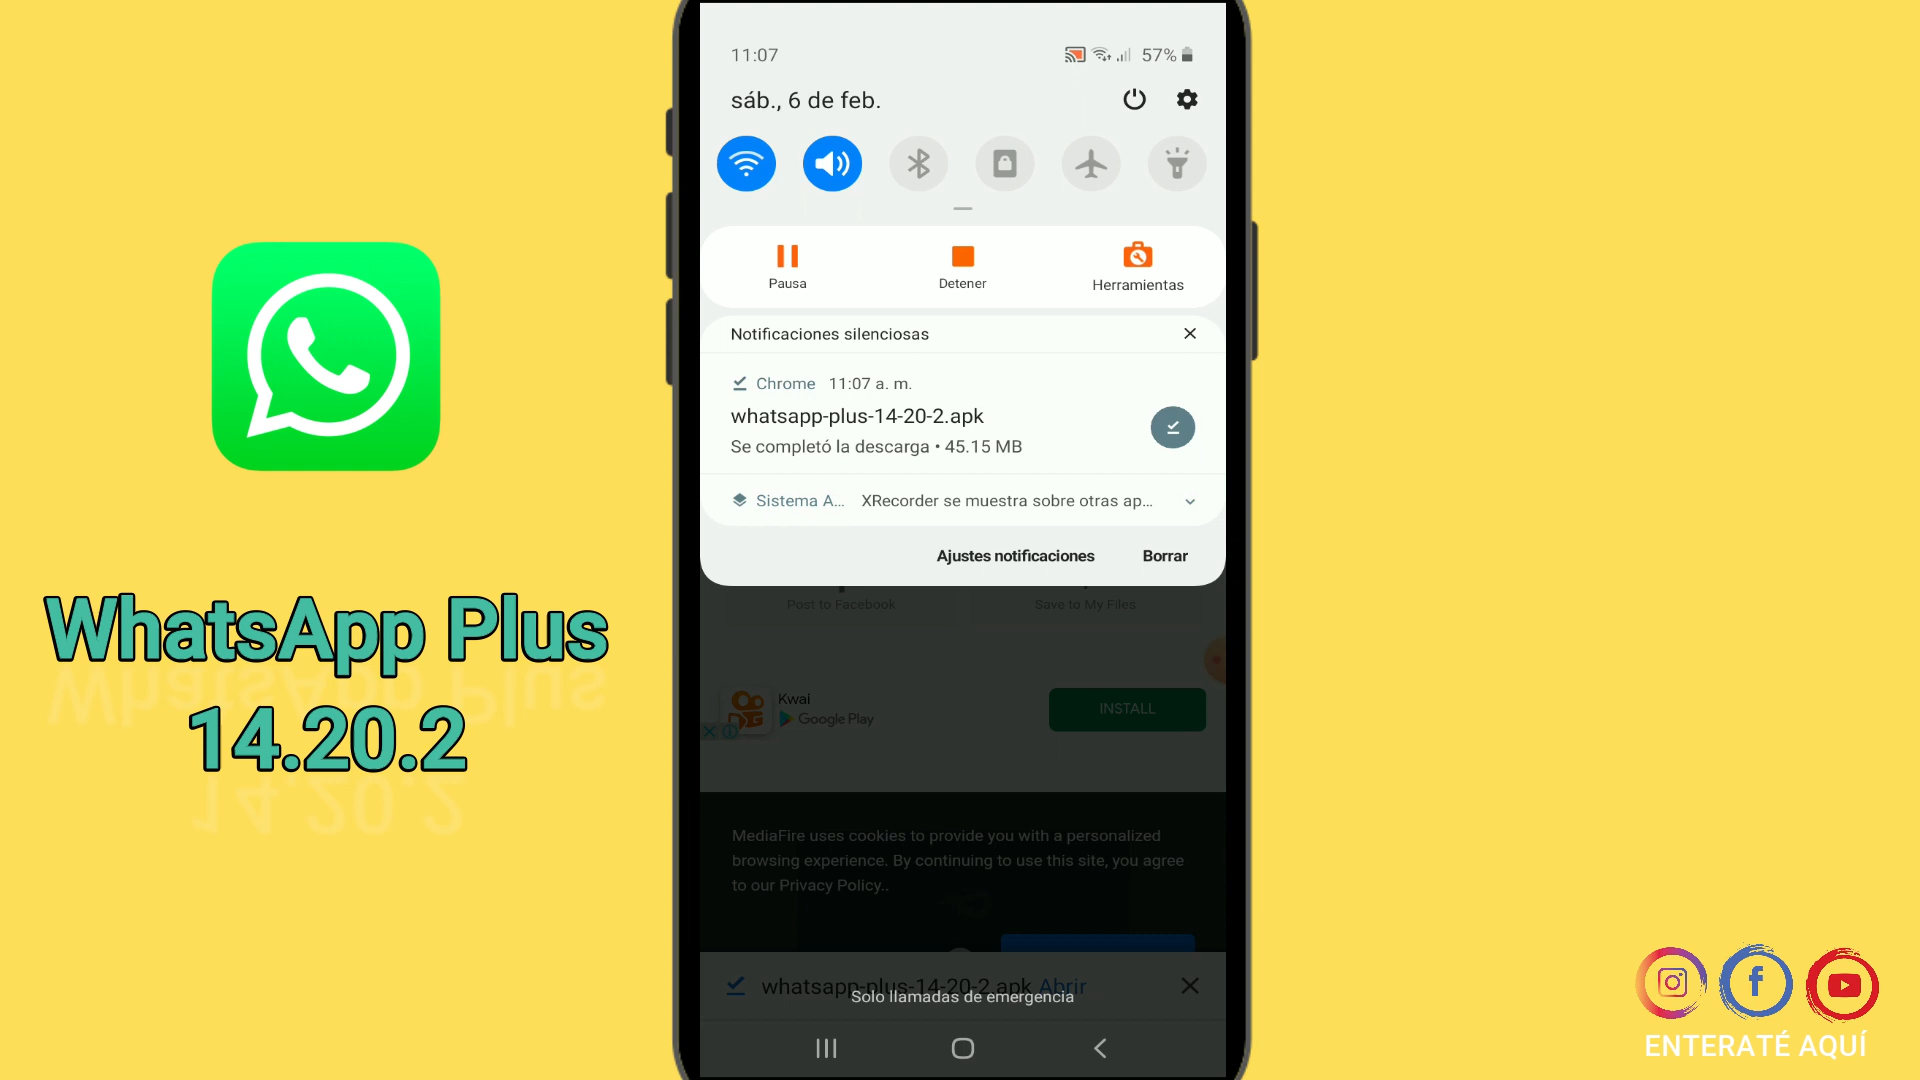 WhatsApp Plus
14.20.2
11:07
57%
sáb., 6 de feb.
Pausa
Detener
Herramientas
Notificaciones silenciosas
Chrome 11:07 a. m.
whatsapp-plus-14-20-2.apk
Se completó la descarga • 45.15 MB
Sistema A... XRecorder se muestra sobre otras ap...
Ajustes notificaciones
Borrar
Post to Facebook
Save to My Files
Kwai
Google Play
INSTALL
MediaFire uses cookies to provide you with a personalized
browsing experience. By continuing to use this site, you agree
to our Privacy Policy..
whatsapp-plus-14-20-2.apk Abrir
Solo llamadas de emergencia
ENTERATÉ AQUÍ